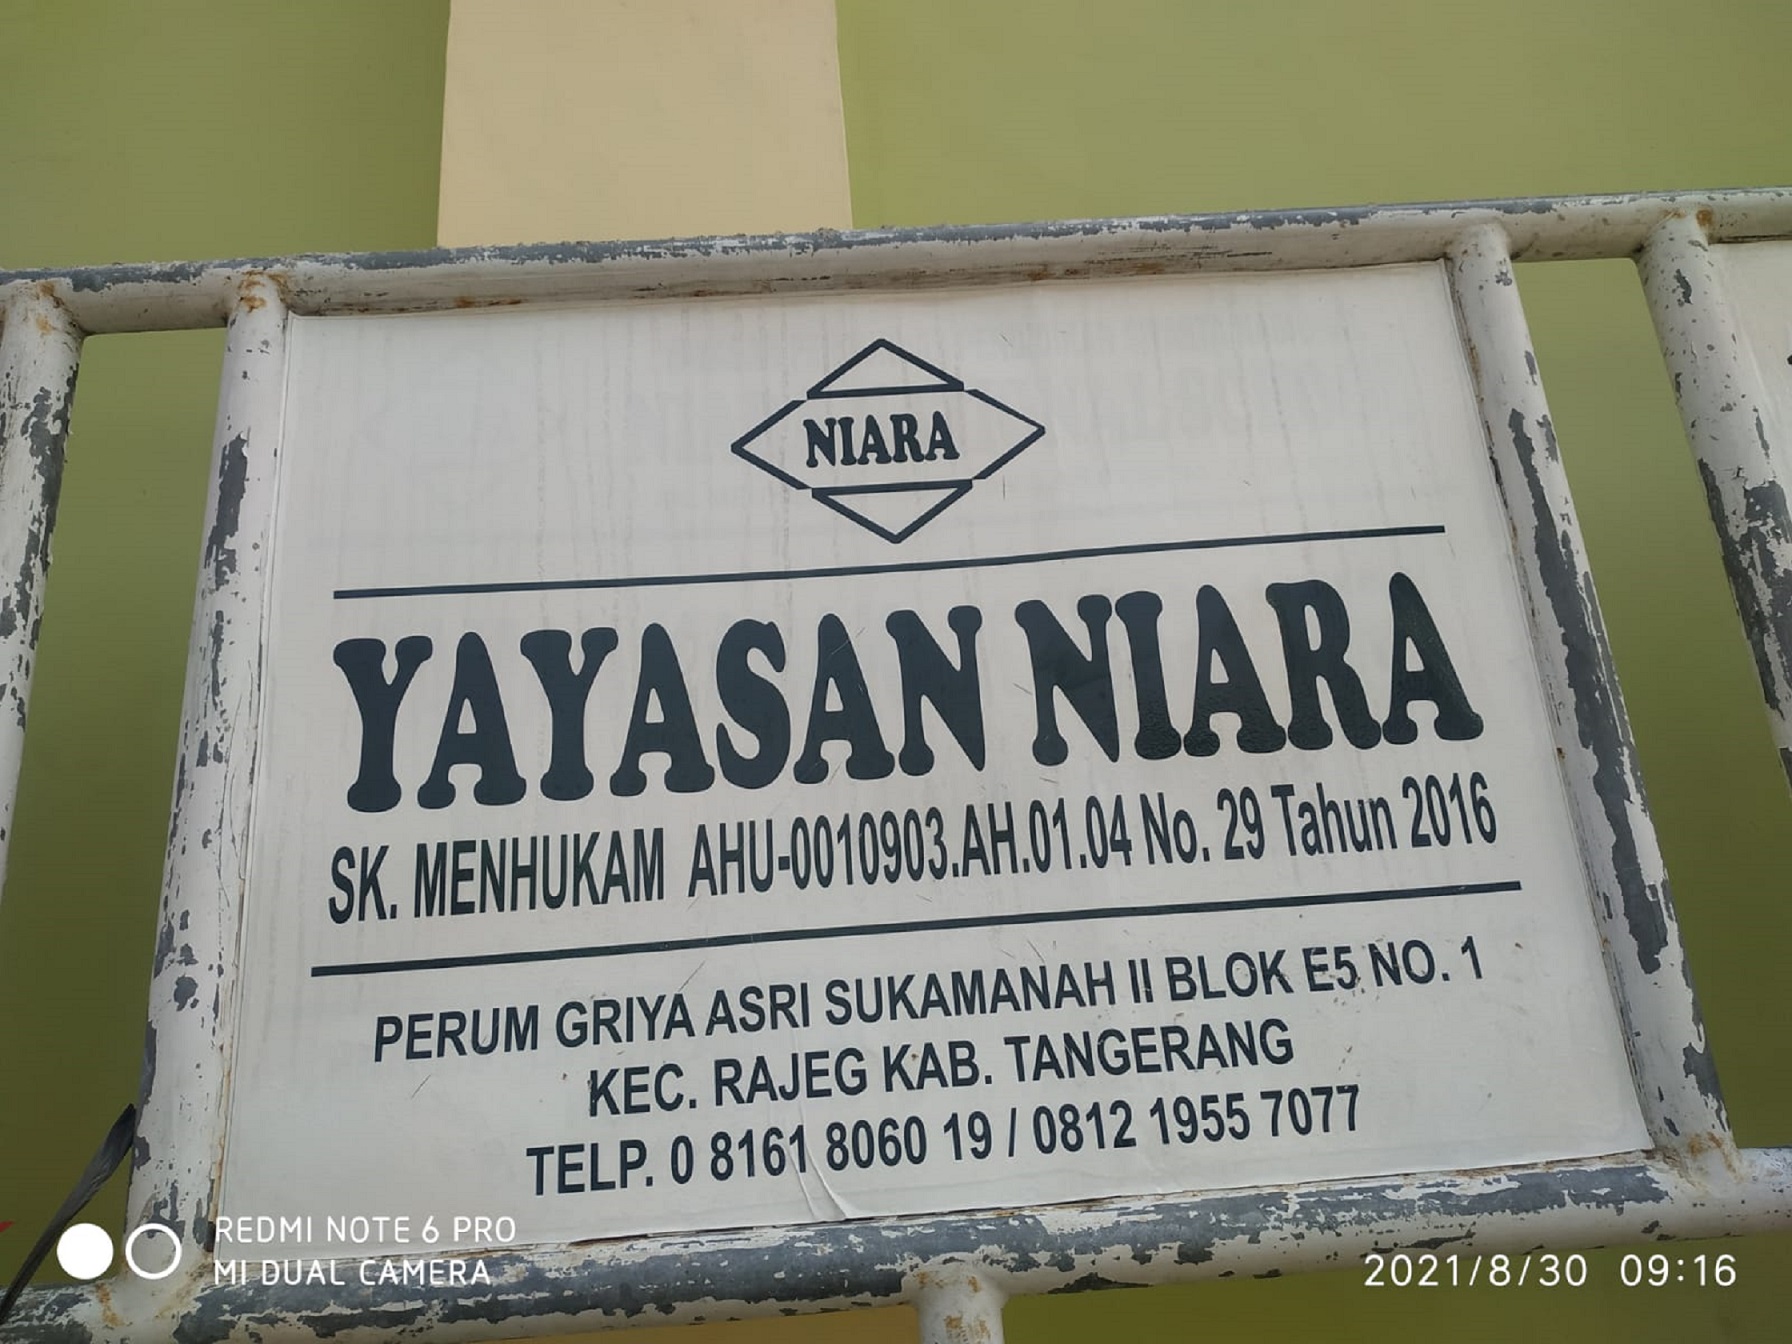 NIARA
YAYASAN NIARA
SK. MENHUKAM AHU-0010903.AH.01.04 No. 29 Tahun 2016
PERUM GRIYA ASRI SUKAMANAH II BLOK E5 NO. 1
KEC. RAJEG KAB. TANGERANG
TELP. 0 8161 8060 19 / 0812 1955 7077
REDMI NOTE 6 PRO
MI DUAL CAMERA
2021/8/30 09:16